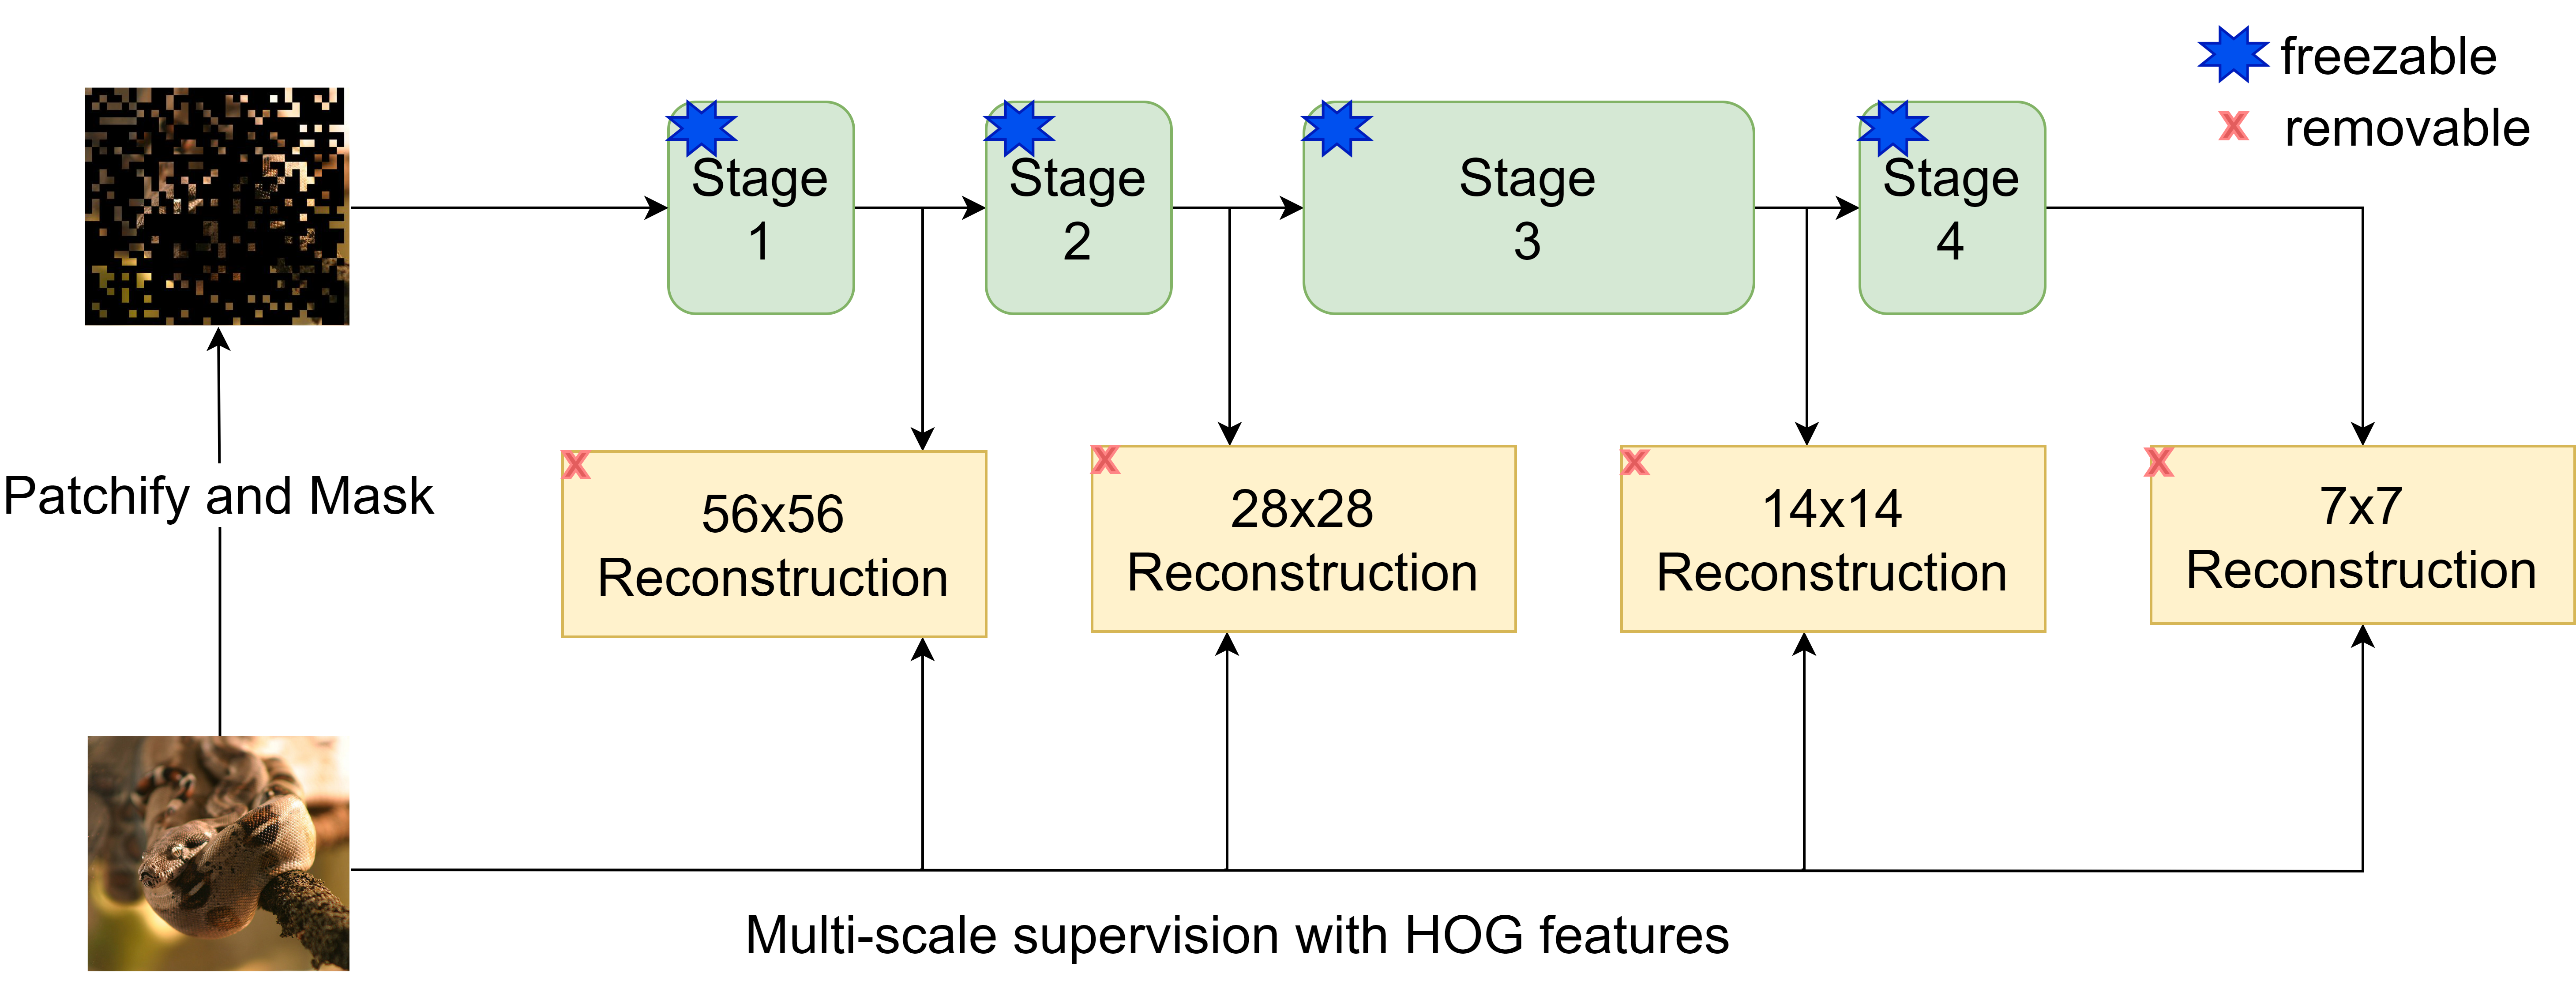 freezable
x removable
Stage
1
Stage
2
Stage
3
Stage
4
Patchify and Mask
x
56x56
Reconstruction
x
28x28
Reconstruction
x
14x14
Reconstruction
x
7x7
Reconstruction
Multi-scale supervision with HOG features